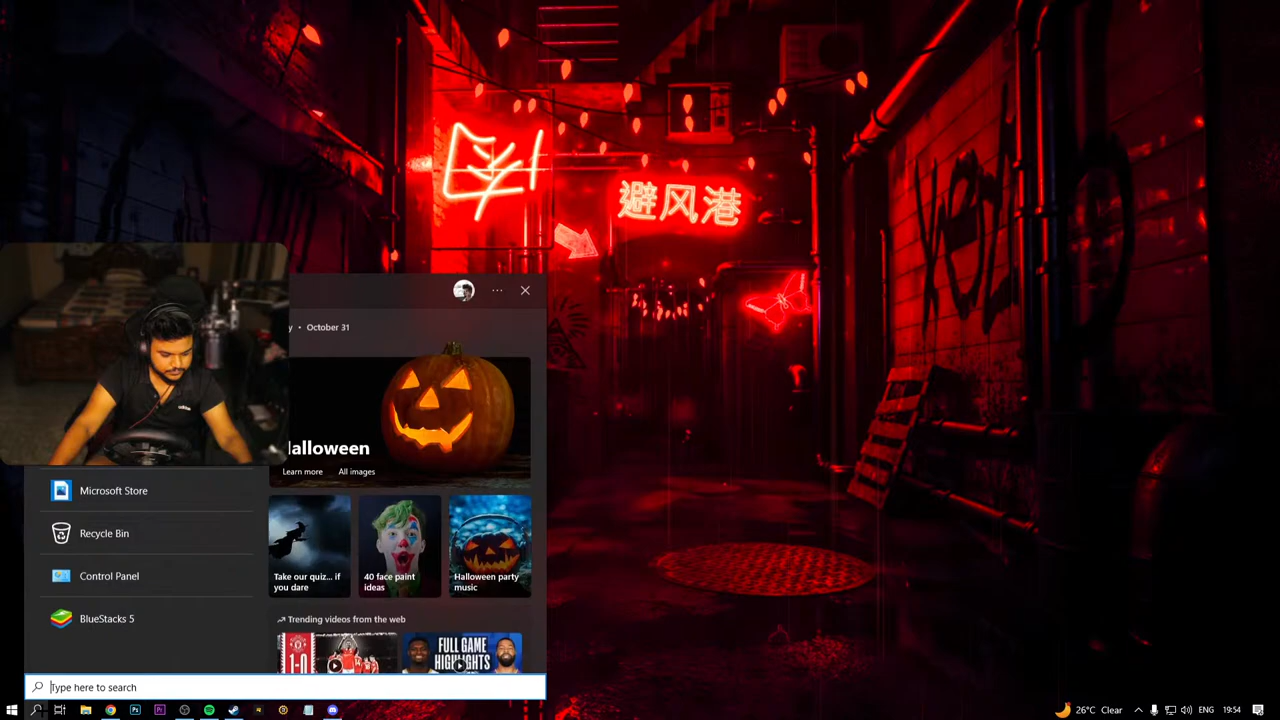 避风港
y • October 31
alloween
Learn more
All images
Microsoft Store
Recycle Bin
Control Panel
BlueStacks 5
Take our quiz... if
you dare
40 face paint
ideas
Halloween party
music
Trending videos from the web
1-0
FULL GAME
HIGHLIGHTS
Type here to search
26°C Clear
ENG
19:54